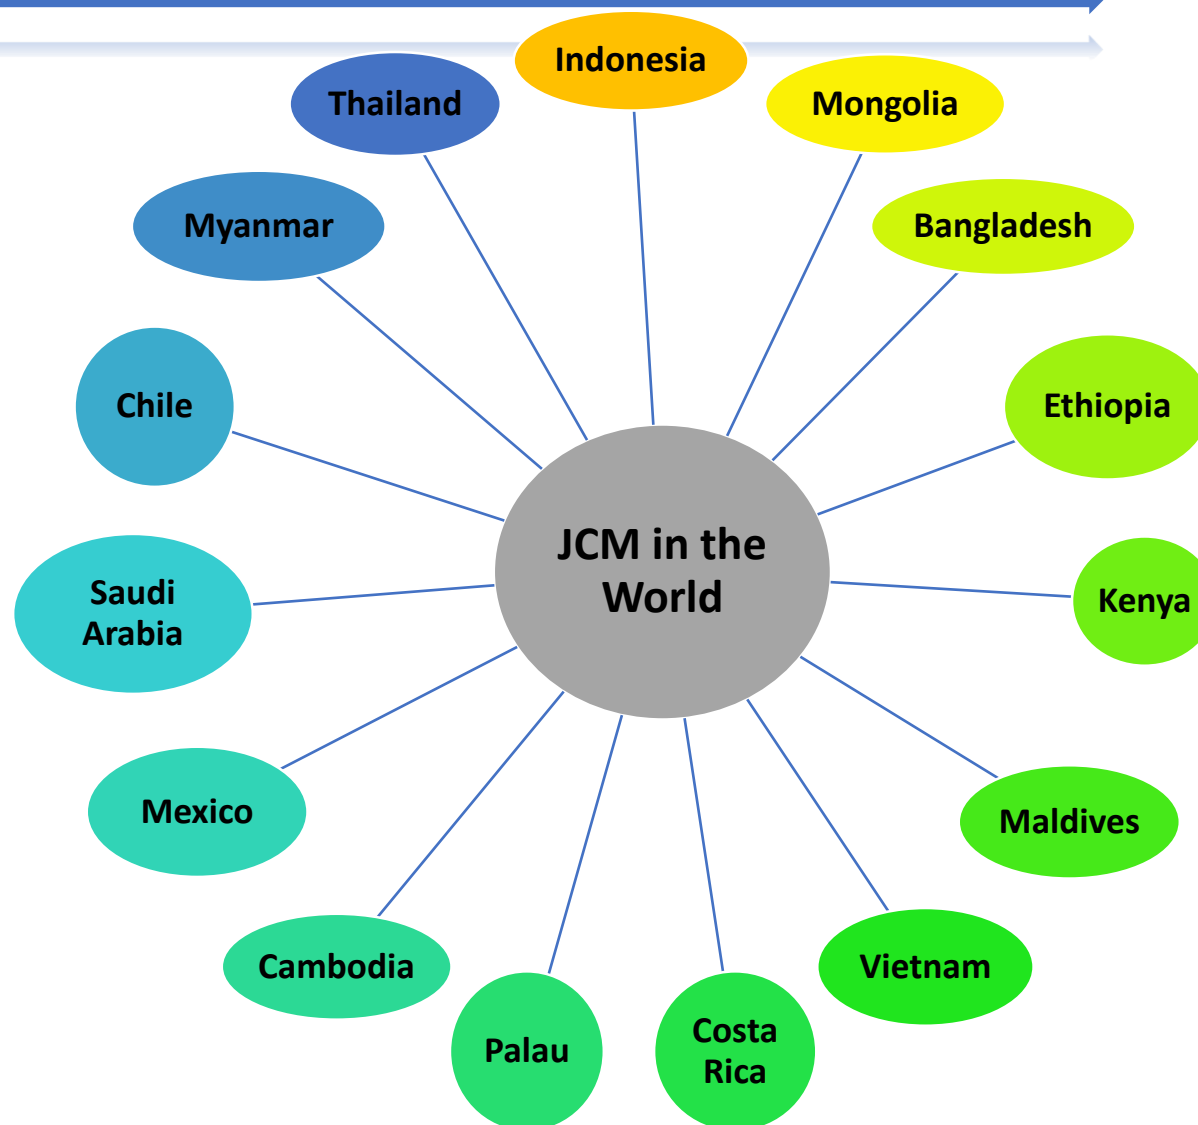 Indonesia
Thailand
Mongolia
Myanmar
Bangladesh
Chile
Ethiopia
JCM in the
World
Saudi
Arabia
Kenya
Mexico
Maldives
Cambodia
Vietnam
Palau
Costa
Rica